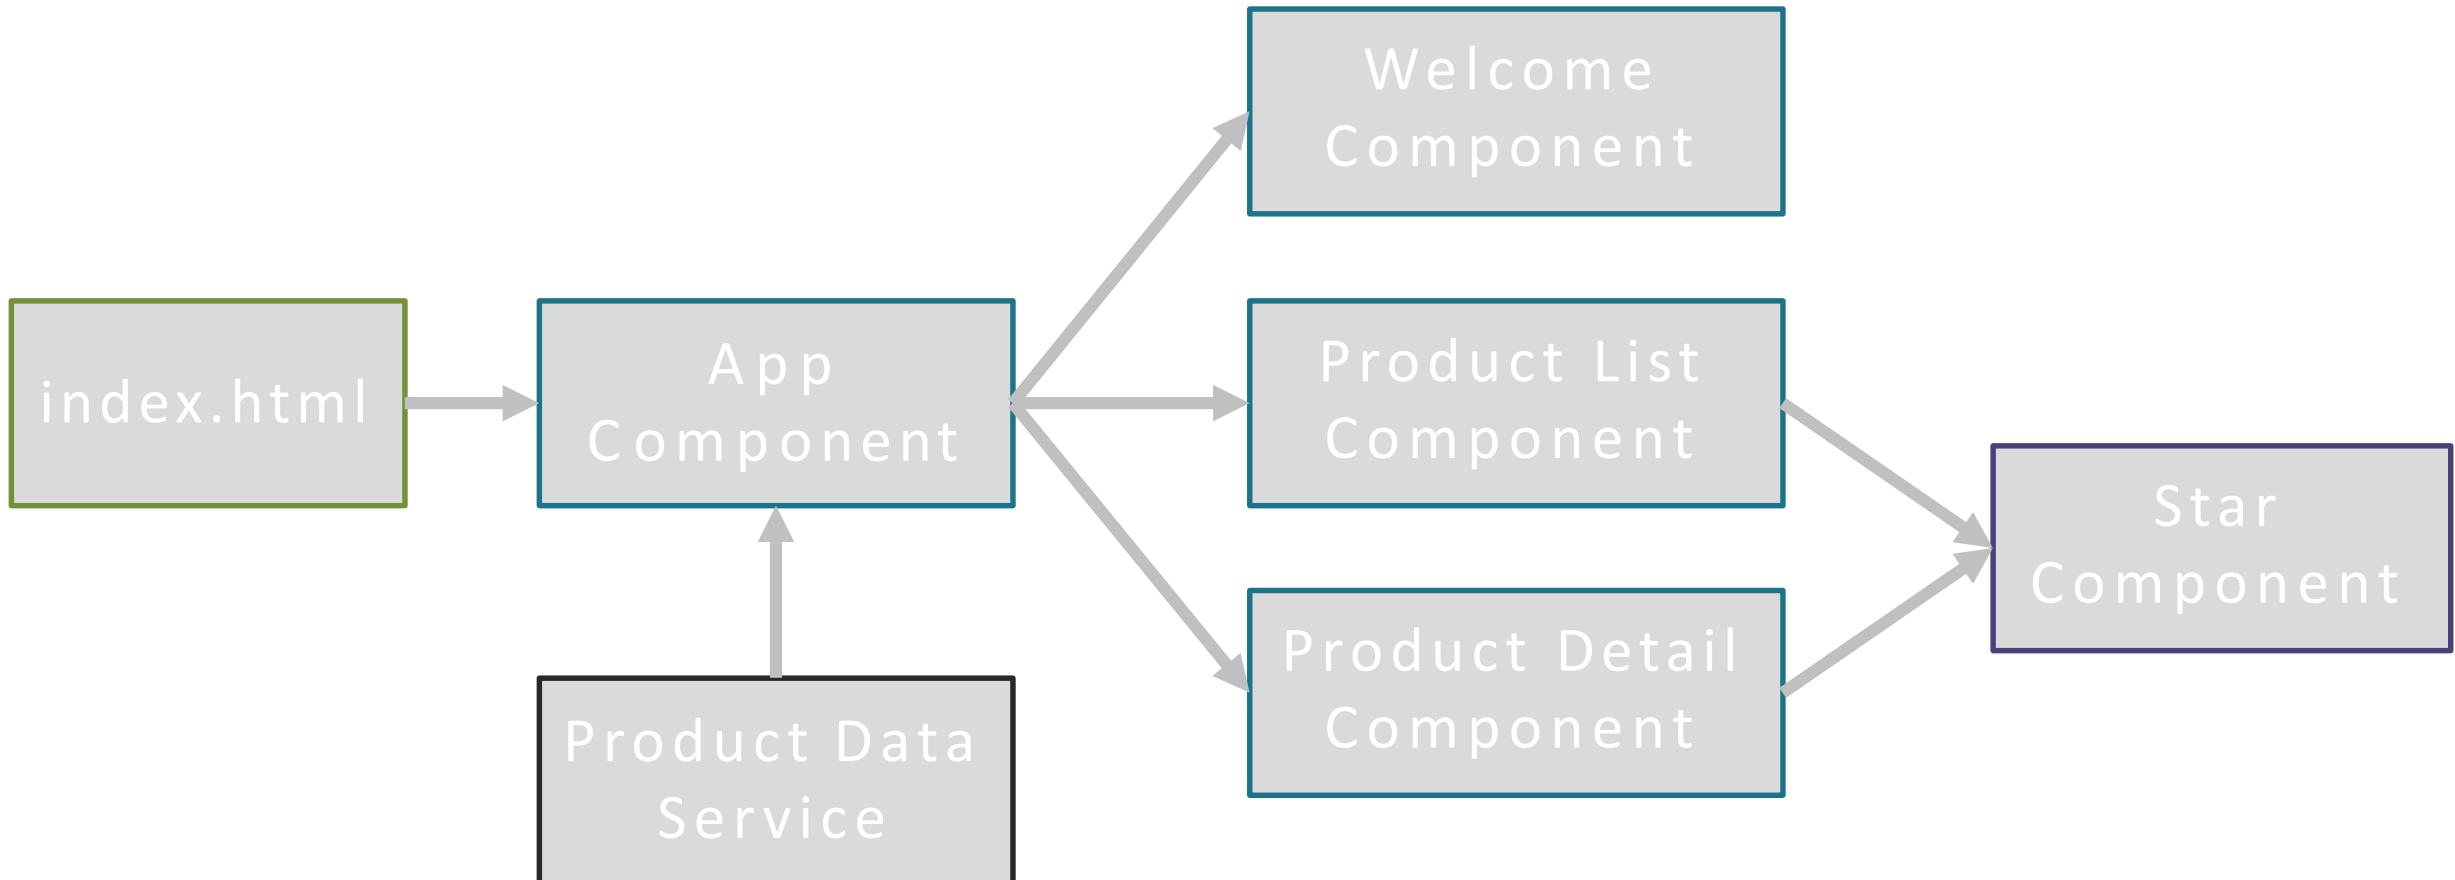 Welcome
Component
index.html
App
Component
Product List
Component
Star
Component
Product Detail
Component
Product Data
Service